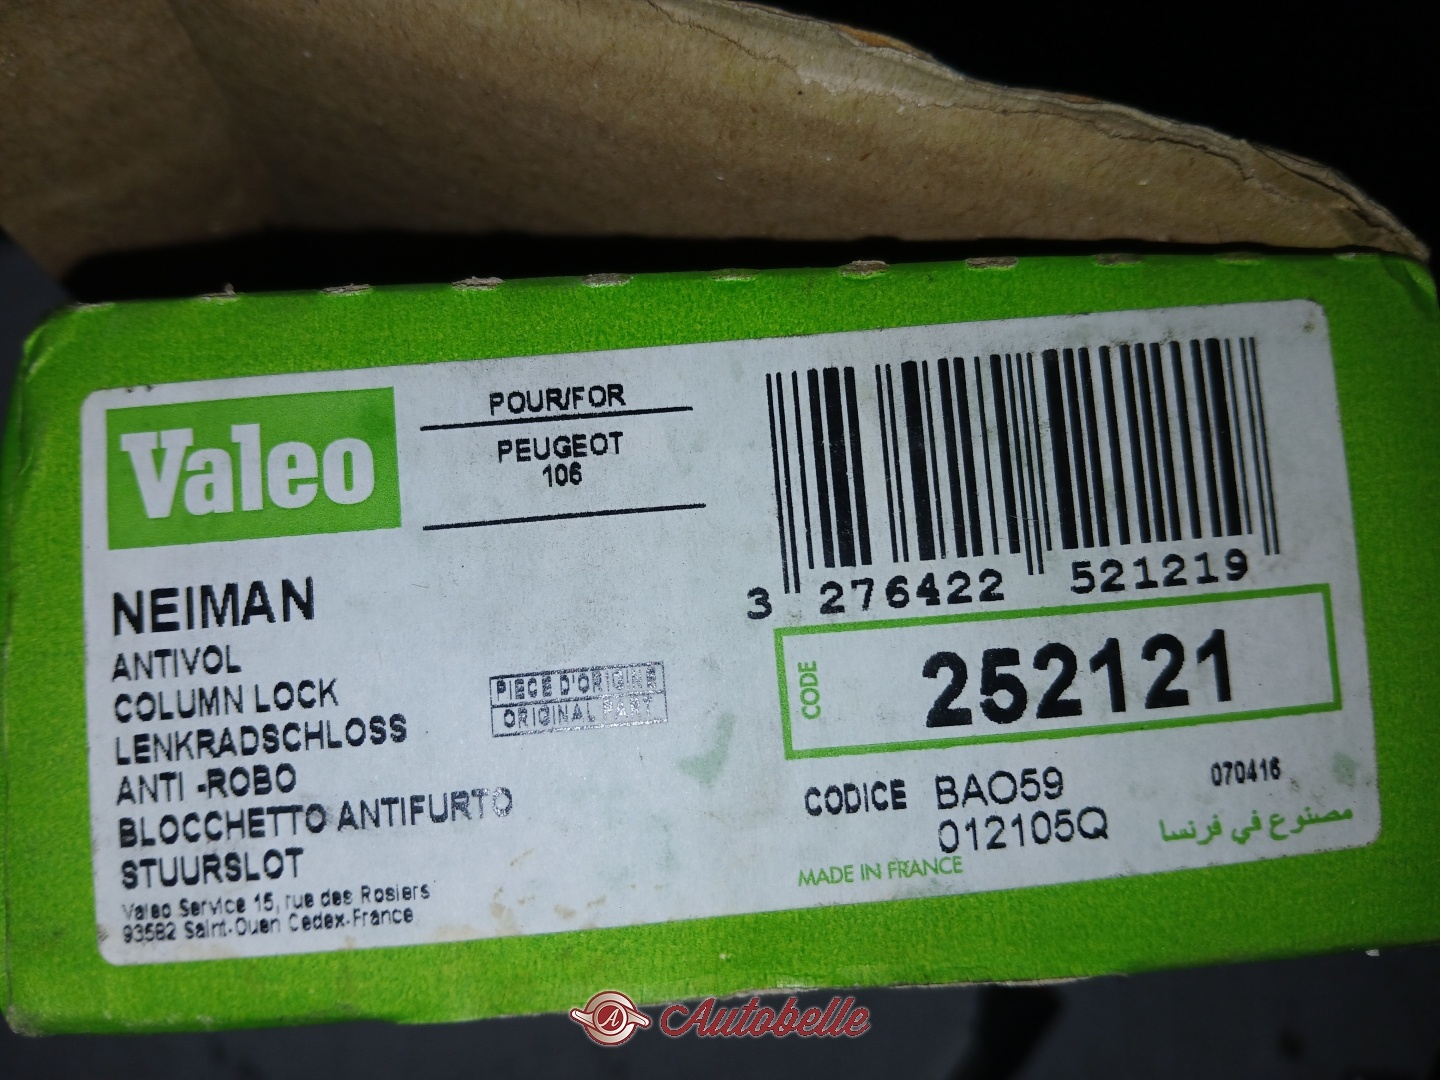 Valeo
POUR/FOR
PEUGEOT
106
NEIMAN
ANTIVOL
COLUMN LOCK
LENKRADSCHLOSS
ANTI -ROBO
BLOCCHETTO ANTIFURTO
STUURSLOT
Valeo Service 15, rue des Rosiers
93582 Saint-Ouen Cedex-France
PIECE D'ORIGINE
ORIGINAL PART
3 276422 521219
CODE
252121
CODICE BAO59
012105Q
070416
MADE IN FRANCE
مصنوع في فرنسا
A
Autobelle